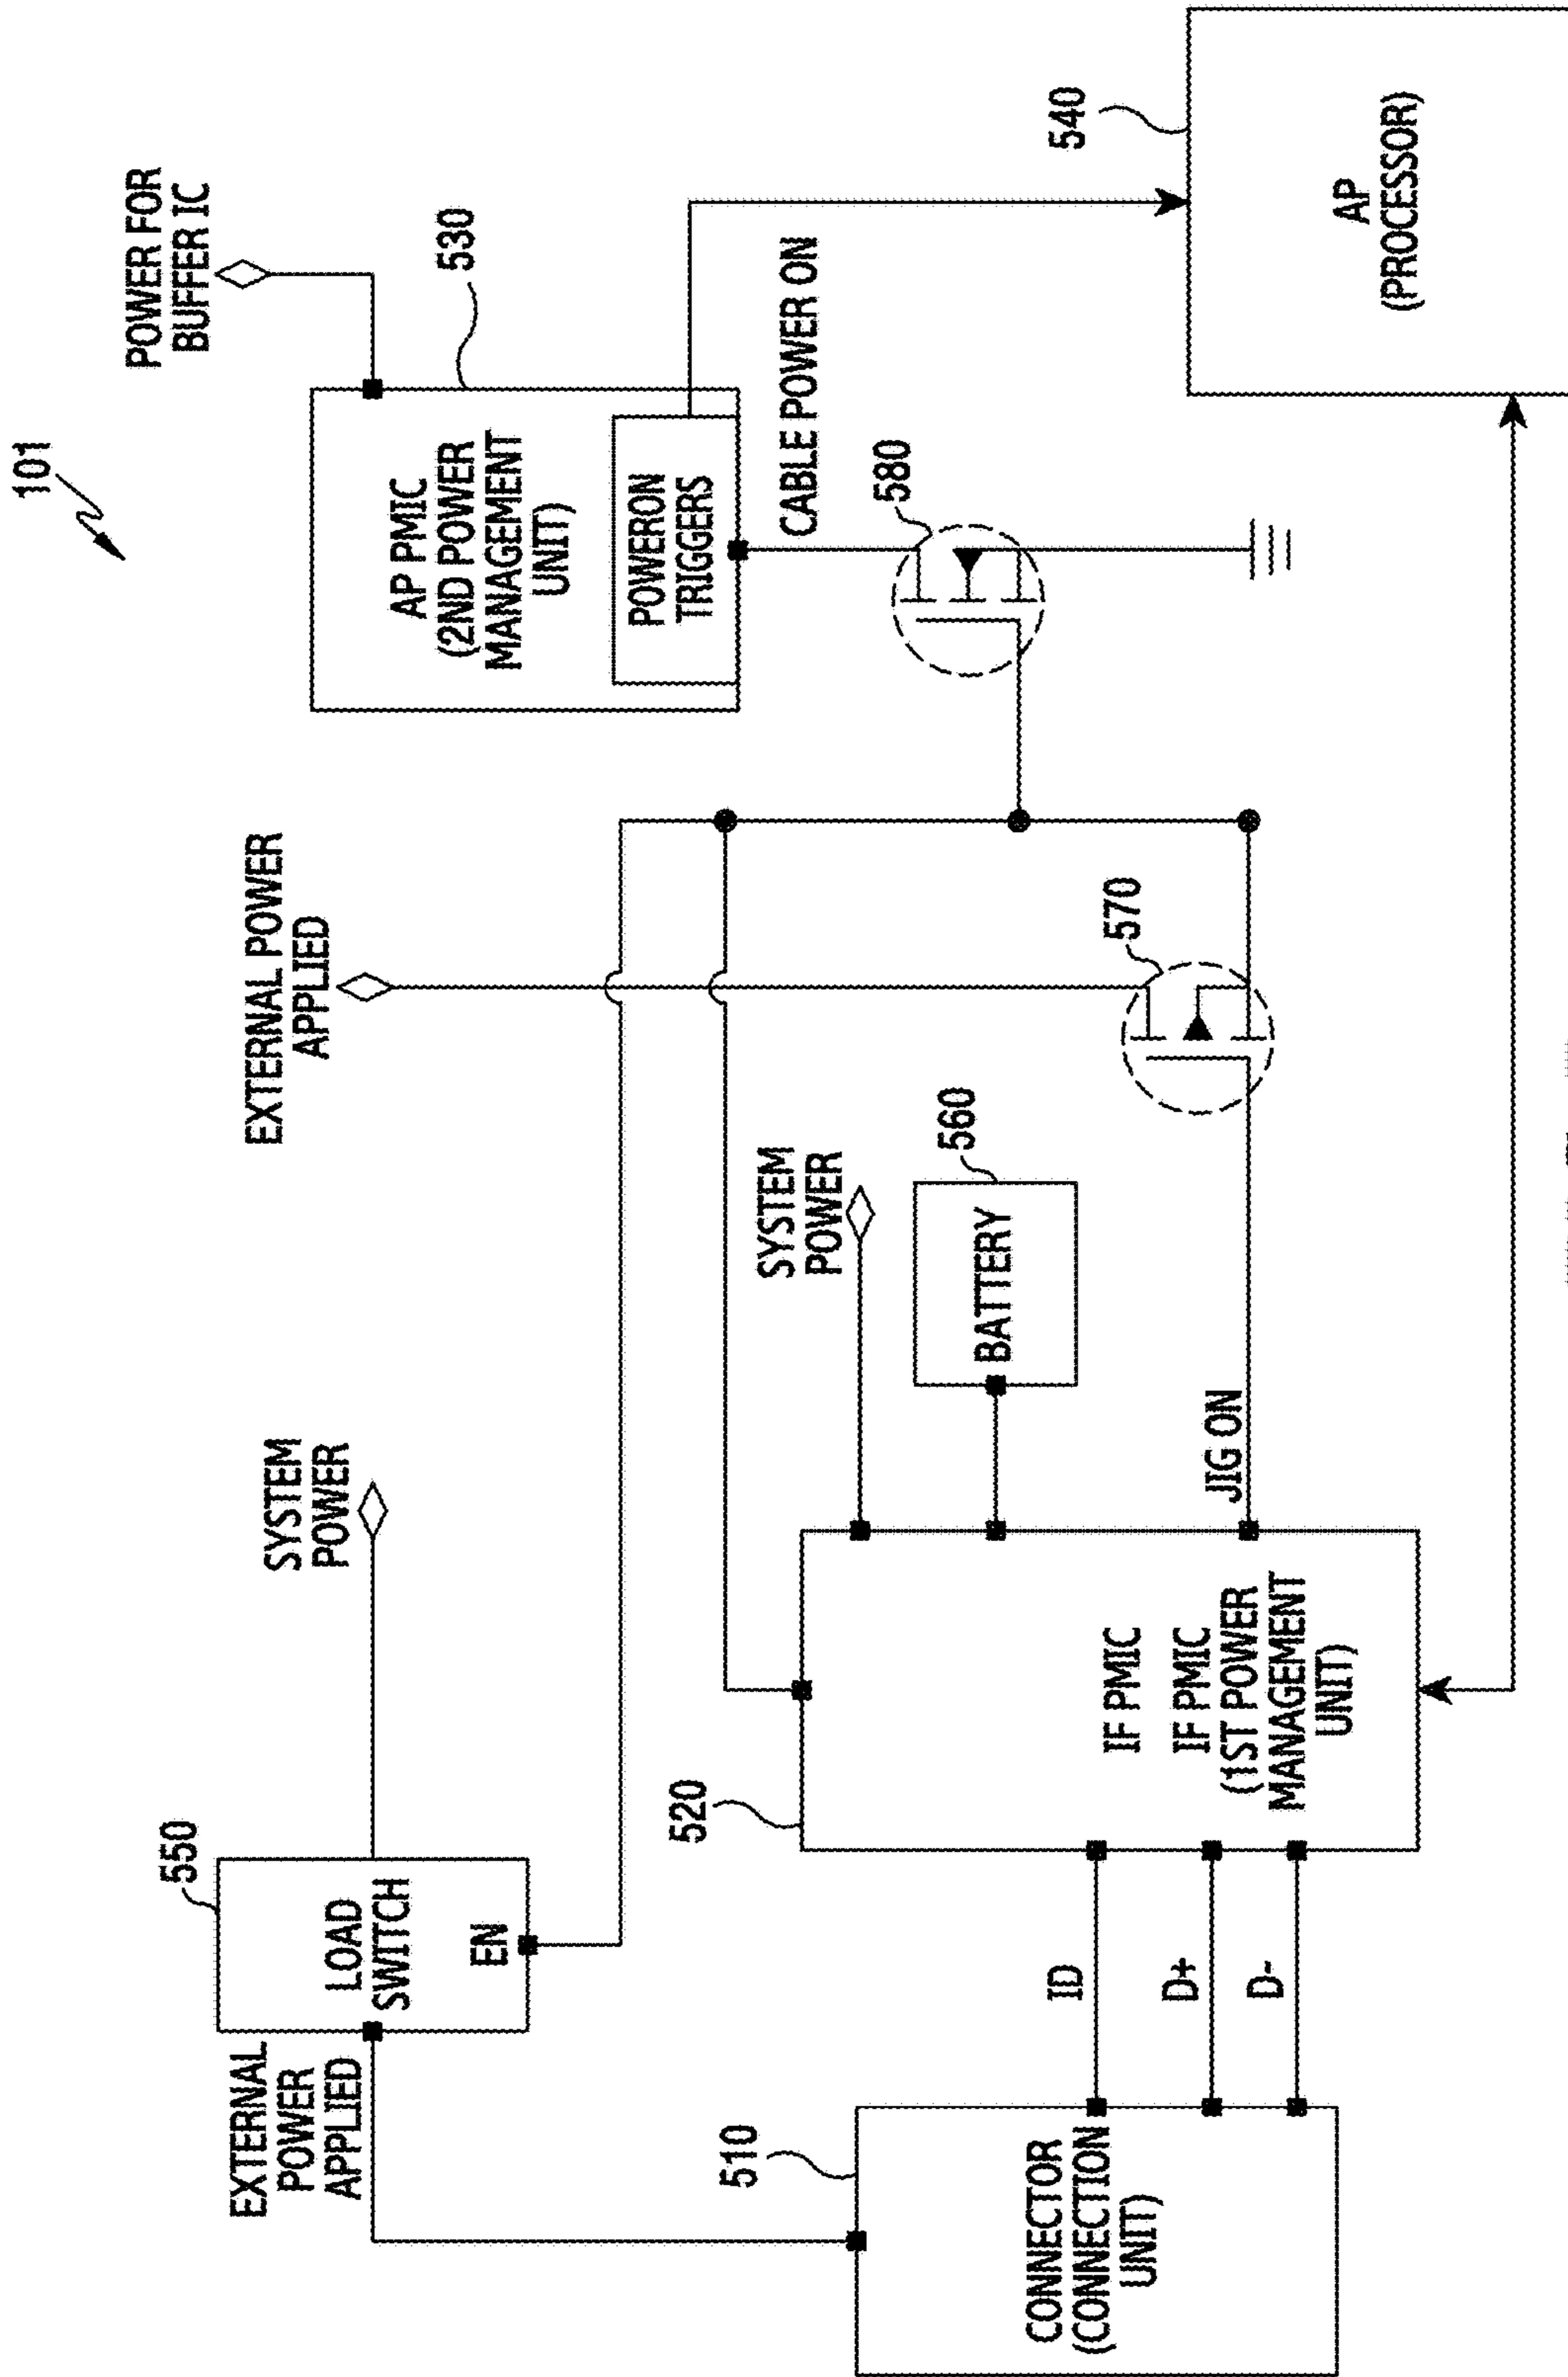 101
POWER FOR
BUFFER IC
530
AP PMIC
(2ND POWER
MANAGEMENT
UNIT)
POWERON
TRIGGERS
CABLE POWER ON
580
540
AP
(PROCESSOR)
EXTERNAL POWER
APPLIED
570
SYSTEM
POWER
560
BATTERY
JIG ON
SYSTEM
POWER
550
LOAD
SWITCH
EN
EXTERNAL
POWER
APPLIED
520
IF PMIC
IF PMIC
(1ST POWER
MANAGEMENT
UNIT)
ID
D+
D-
510
CONNECTOR
(CONNECTION
UNIT)